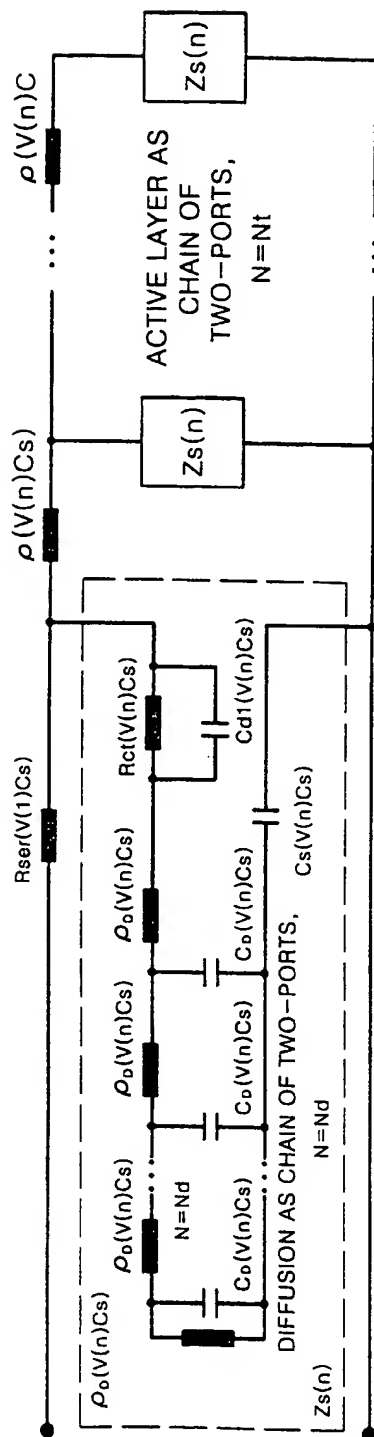 Rser(V(1)Cs)
ρ(V(n)Cs)
ρ(V(n)C
ρD(V(n)Cs)
ρD(V(n)Cs)
ρD(V(n)Cs)
ρD(V(n)Cs)
Rct(V(n)Cs)
N=Nd
Cd1(V(n)Cs)
CD(V(n)Cs)
CD(V(n)Cs)
CD(V(n)Cs)
Cs(V(n)Cs)
DIFFUSION AS CHAIN OF TWO-PORTS,
N=Nd
Zs(n)
Zs(n)
ACTIVE LAYER AS
CHAIN OF
TWO-PORTS,
N=Nt
Zs(n)